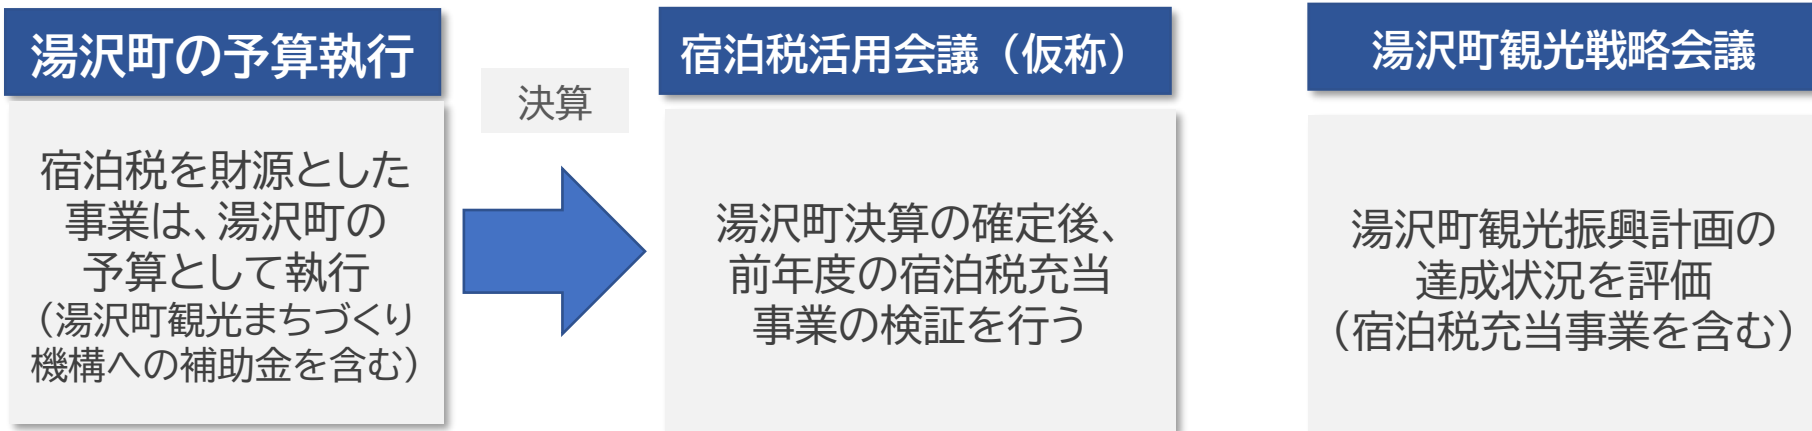 湯沢町の予算執行
宿泊税を財源とした
事業は、湯沢町の
予算として執行
（湯沢町観光まちづくり
機構への補助金を含む）
決算
宿泊税活用会議（仮称）
湯沢町決算の確定後、
前年度の宿泊税充当
事業の検証を行う
湯沢町観光戦略会議
湯沢町観光振興計画の
達成状況を評価
（宿泊税充当事業を含む）